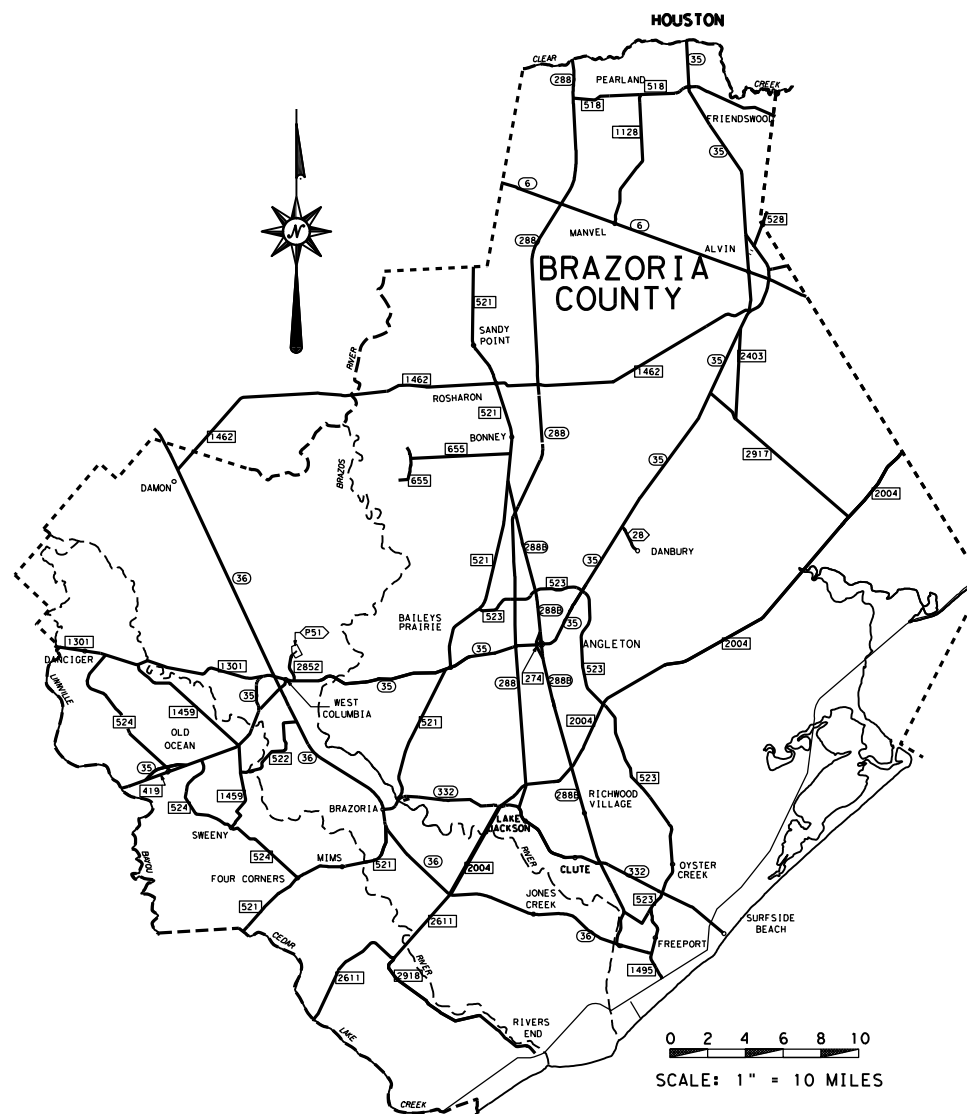 HOUSTON
CLEAR
35
288
PEARLAND
518
CREEK
518
FRIENDSWOOD
1128
35
6
528
MANVEL
6
288
ALVIN
BRAZORIA
COUNTY
N
521
SANDY
POINT
RIVER
35
2403
1462
1462
ROSHARON
521
1462
BONNEY
288
655
2917
BRAZOS
35
655
DAMON
2004
28
288B
DANBURY
521
35
36
523
BAILEYS
PRAIRIE
523
288B
35
P51
ANGLETON
1301
35
2004
DANCIGER
1301
2852
523
274
288
288B
35
LINNVILLE
35
WEST
COLUMBIA
1459
524
521
2004
OLD
OCEAN
522
36
35
523
419
1459
332
288B
RICHWOOD
VILLAGE
524
BRAZORIA
LAKE
JACKSON
SWEENY
BAYOU
524
MIMS
521
36
2004
RIVER
CLUTE
332
OYSTER
CREEK
FOUR CORNERS
JONES
CREEK
523
521
2611
SURFSIDE
BEACH
36
FREEPORT
CEDAR
RIVER
2611
2918
1495
LAKE
RIVERS
END
0 2 4 6 8 10
SCALE: 1" = 10 MILES
CREEK